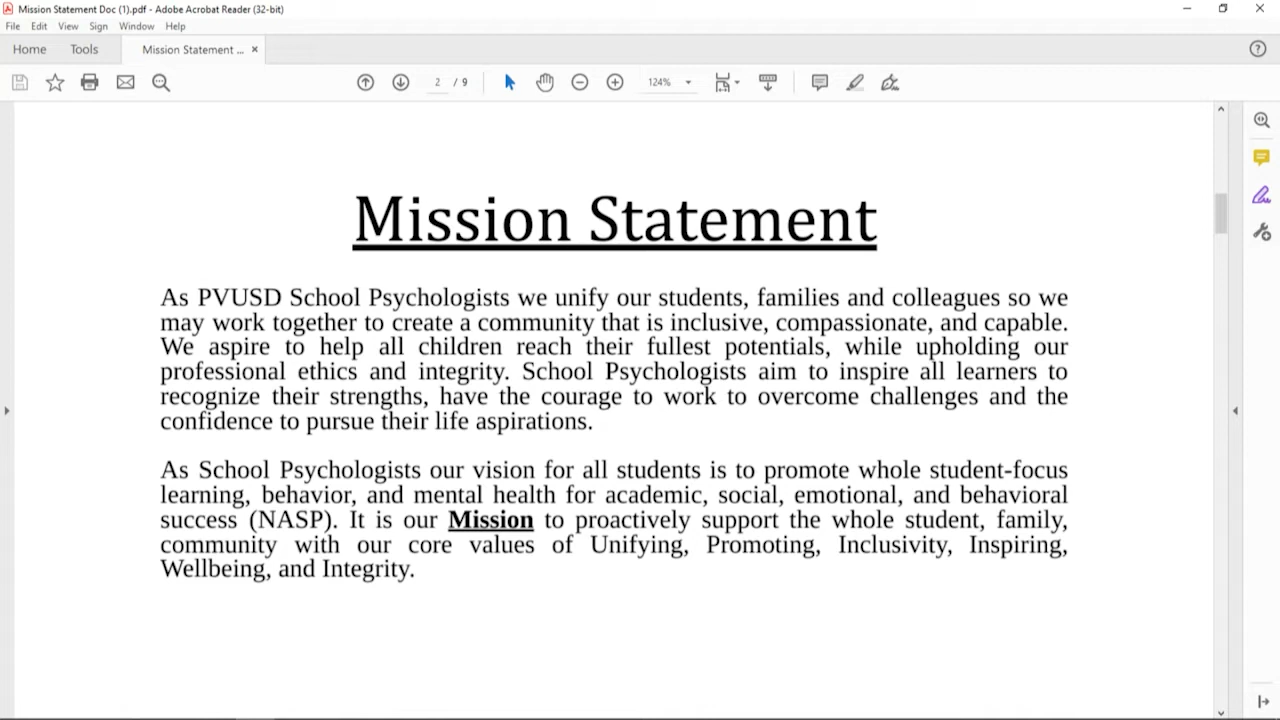 Mission Statement Doc (1).pdf - Adobe Acrobat Reader (32-bit)
File Edit View Sign Window Help
Home Tools Mission Statement ... ×
2 / 9 124%
Mission Statement
As PVUSD School Psychologists we unify our students, families and colleagues so we
may work together to create a community that is inclusive, compassionate, and capable.
We aspire to help all children reach their fullest potentials, while upholding our
professional ethics and integrity. School Psychologists aim to inspire all learners to
recognize their strengths, have the courage to work to overcome challenges and the
confidence to pursue their life aspirations.
As School Psychologists our vision for all students is to promote whole student-focus
learning, behavior, and mental health for academic, social, emotional, and behavioral
success (NASP). It is our Mission to proactively support the whole student, family,
community with our core values of Unifying, Promoting, Inclusivity, Inspiring,
Wellbeing, and Integrity.